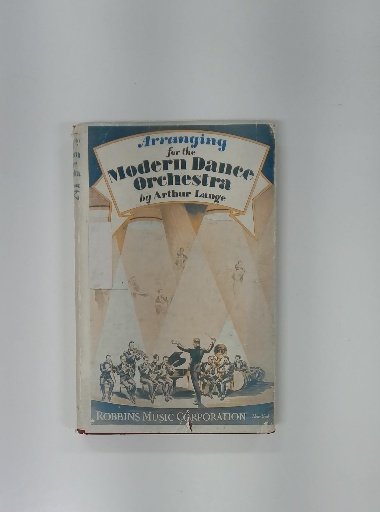 Arranging
for the
Modern Dance
Orchestra
by Arthur Lange
ROBBINS MUSIC CORPORATION